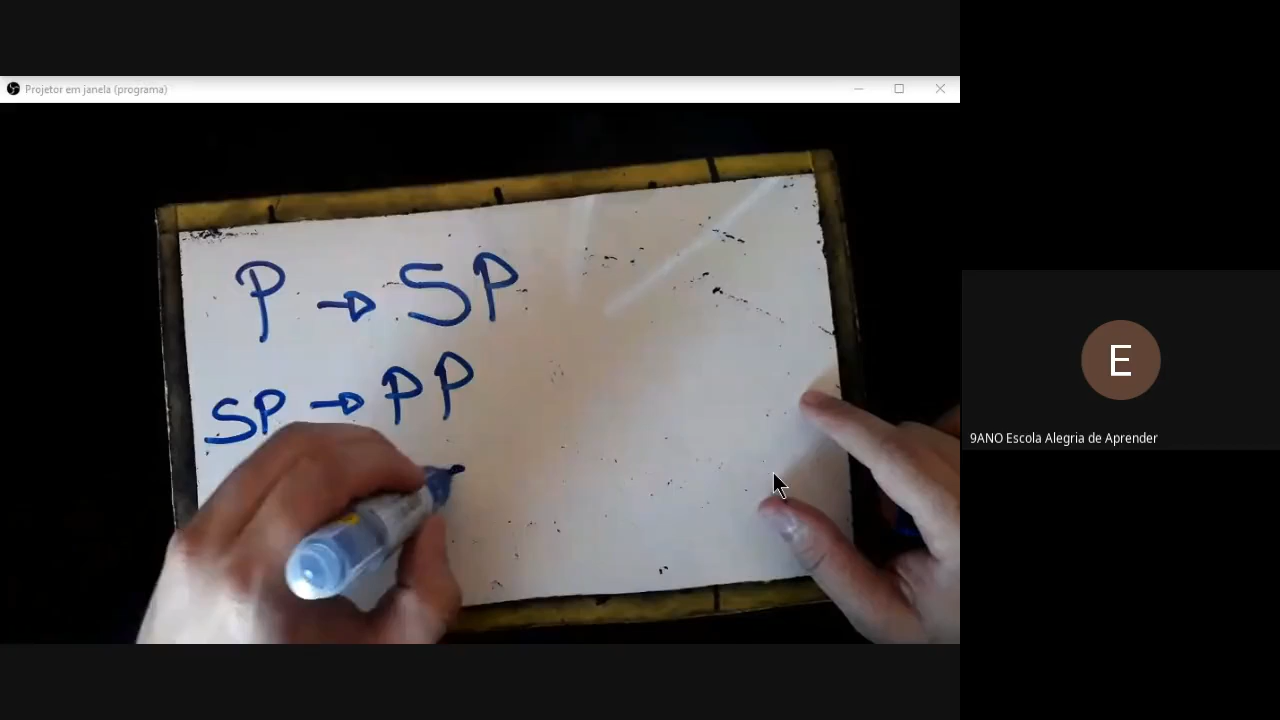 Projetor em janela (programa)
P → SP
SP → PP
E
9ANO Escola Alegria de Aprender